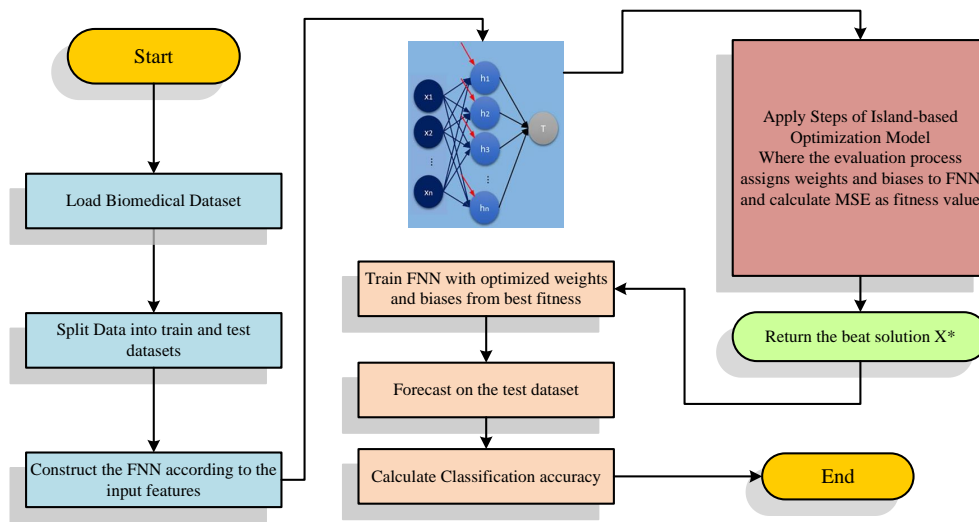 Start
Load Biomedical Dataset
Split Data into train and test
datasets
Construct the FNN according to the
input features
x1
x2
⋮
xn
h1
h2
h3
⋮
hn
T
Apply Steps of Island-based
Optimization Model
Where the evaluation process
assigns weights and biases to FNN
and calculate MSE as fitness value
Return the beat solution X*
Train FNN with optimized weights
and biases from best fitness
Forecast on the test dataset
Calculate Classification accuracy
End